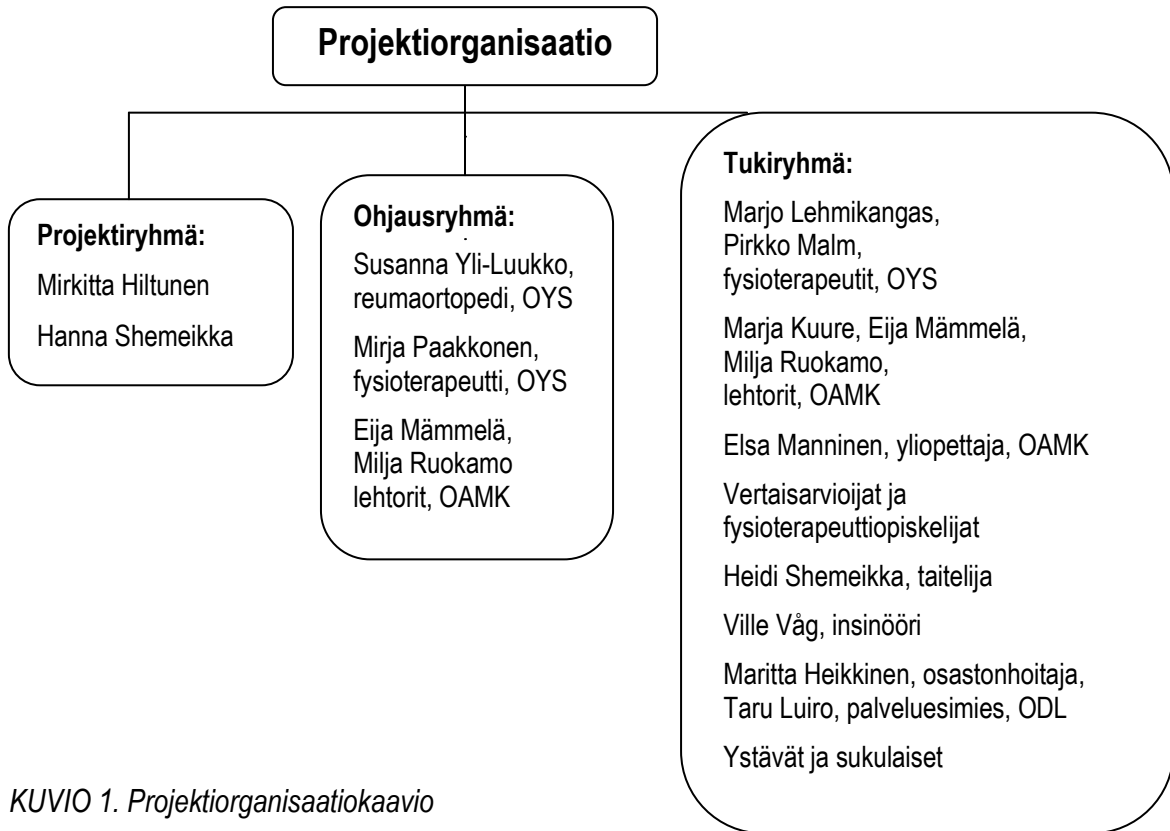 Projektiorganisaatio
Projektiryhmä:
Mirkitta Hiltunen
Hanna Shemeikka
Ohjausryhmä:
Susanna Yli-Luukko,
reumaortopedi, OYS
Mirja Paakkonen,
fysioterapeutti, OYS
Eija Mämmelä,
Milja Ruokamo
lehtorit, OAMK
Tukiryhmä:
Marjo Lehmikangas,
Pirkko Malm,
fysioterapeutit, OYS
Marja Kuure, Eija Mämmelä,
Milja Ruokamo,
lehtorit, OAMK
Elsa Manninen, yliopettaja, OAMK
Vertaisarvioijat ja
fysioterapeuttiopiskelijat
Heidi Shemeikka, taitelija
Ville Våg, insinööri
Maritta Heikkinen, osastonhoitaja,
Taru Luiro, palveluesimies, ODL
Ystävät ja sukulaiset
KUVIO 1. Projektiorganisaatiokaavio